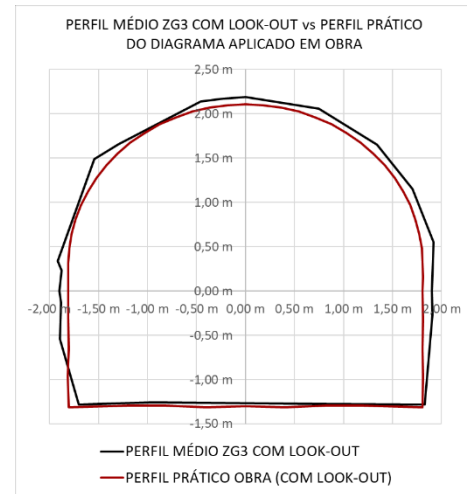 PERFIL MÉDIO ZG3 COM LOOK-OUT vs PERFIL PRÁTICO
DO DIAGRAMA APLICADO EM OBRA
2,50 m
2,00 m
1,50 m
1,00 m
0,50 m
0,00 m
-2,00 m -1,50 m -1,00 m -0,50 m 0,00 m 0,50 m 1,00 m 1,50 m 2,00 m
-0,50 m
-1,00 m
-1,50 m
PERFIL MÉDIO ZG3 COM LOOK-OUT
PERFIL PRÁTICO OBRA (COM LOOK-OUT)